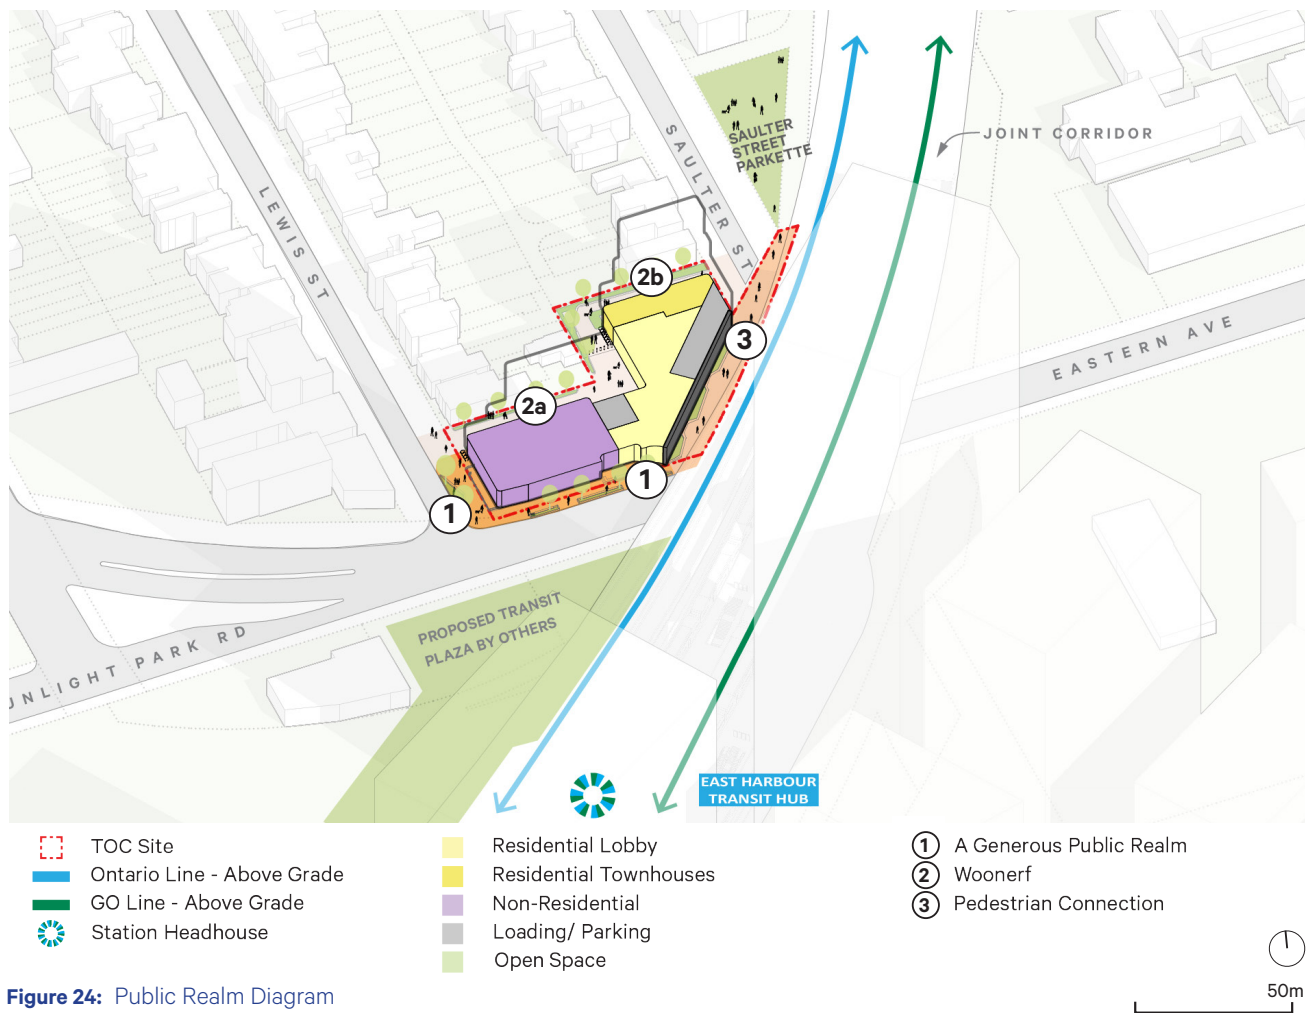 SAULTER
STREET
PARKETTE
JOINT CORRIDOR
SAULTER ST
LEWIS ST
2b
3
EASTERN AVE
2a
1
1
PROPOSED TRANSIT
PLAZA BY OTHERS
UNLIGHT PARK RD
EAST HARBOUR
TRANSIT HUB
TOC Site
Ontario Line - Above Grade
GO Line - Above Grade
Station Headhouse
Residential Lobby
Residential Townhouses
Non-Residential
Loading/ Parking
Open Space
1 A Generous Public Realm
2 Woonerf
3 Pedestrian Connection
50m
Figure 24: Public Realm Diagram